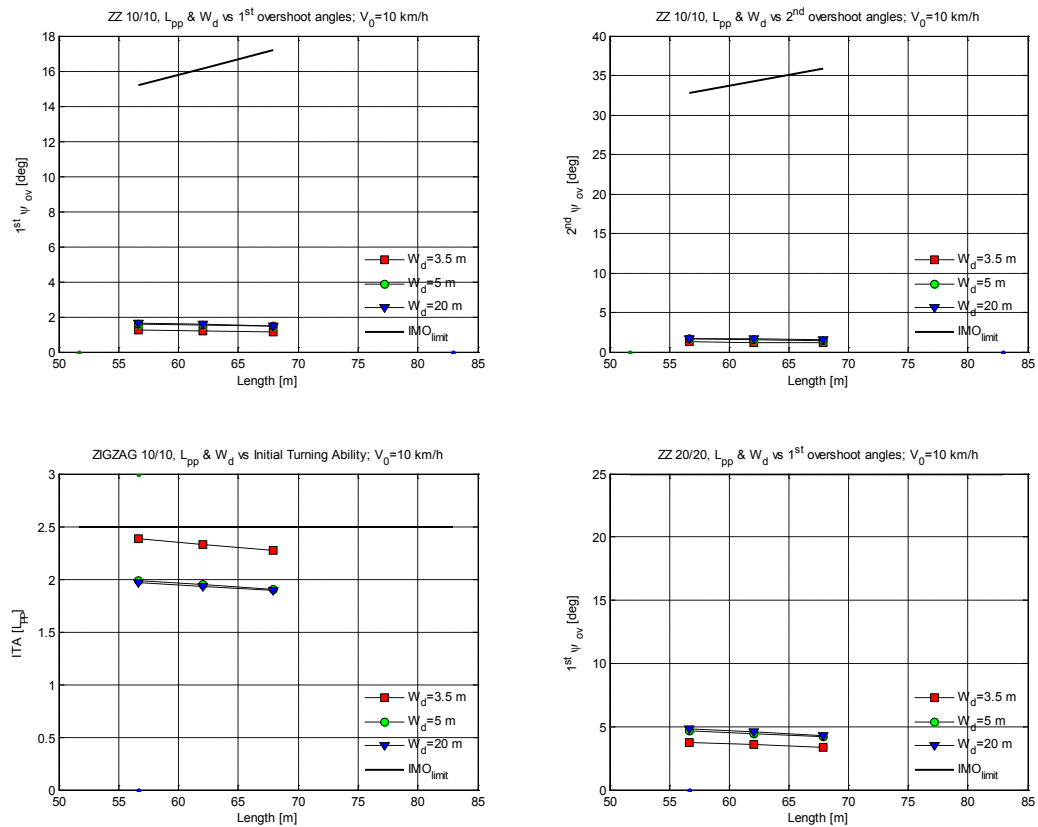 ZZ 10/10, Lpp & Wd vs 1st overshoot angles; V0=10 km/h
18
16
14
12
10
8
6
4
2
0
1st ψ ov [deg]
Wd=3.5 m
Wd=5 m
Wd=20 m
IMOlimit
50 55 60 65 70 75 80 85
Length [m]
ZZ 10/10, Lpp & Wd vs 2nd overshoot angles; V0=10 km/h
40
35
30
25
20
15
10
5
0
2nd ψ ov [deg]
Wd=3.5 m
Wd=5 m
Wd=20 m
IMOlimit
50 55 60 65 70 75 80 85
Length [m]
ZIGZAG 10/10, Lpp & Wd vs Initial Turning Ability; V0=10 km/h
3
2.5
2
1.5
1
0.5
0
ITA [Lpp]
Wd=3.5 m
Wd=5 m
Wd=20 m
IMOlimit
50 55 60 65 70 75 80 85
Length [m]
ZZ 20/20, Lpp & Wd vs 1st overshoot angles; V0=10 km/h
25
20
15
10
5
0
1st ψ ov [deg]
Wd=3.5 m
Wd=5 m
Wd=20 m
IMOlimit
50 55 60 65 70 75 80 85
Length [m]